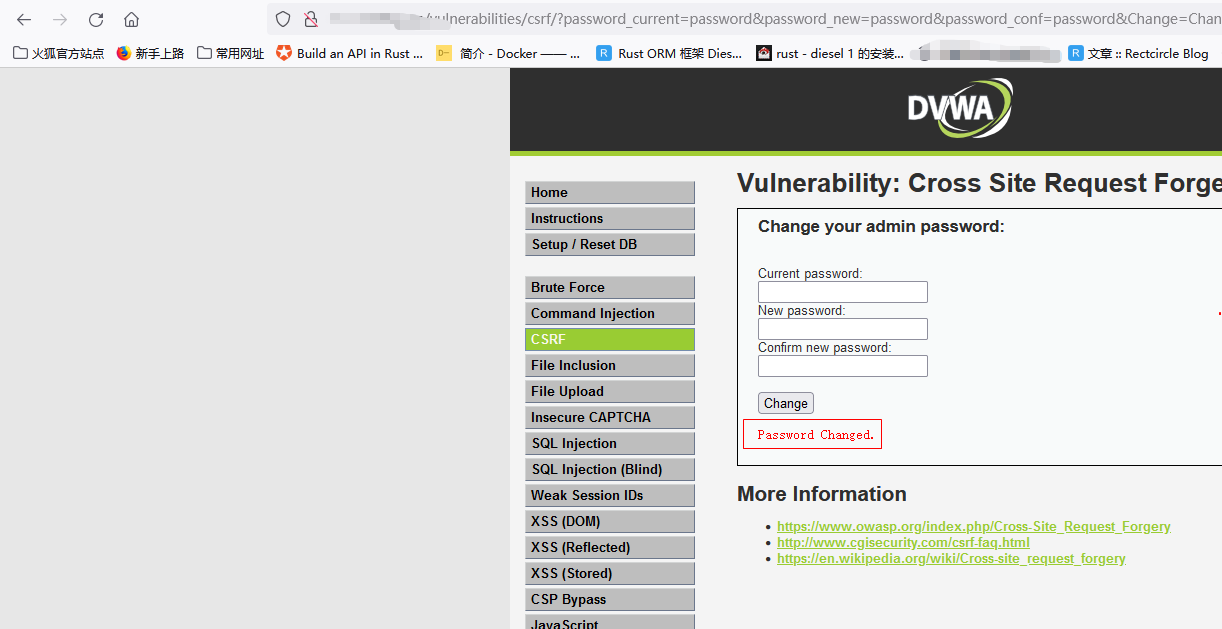 /vulnerabilities/csrf/?password_current=password&password_new=password&password_conf=password&Change=Chan
火狐官方站点 新手上路 常用网址 Build an API in Rust ... D- 简介 - Docker —— ... R Rust ORM 框架 Dies... rust - diesel 1 的安装... R 文章 :: Rectcircle Blog
DVWA
Vulnerability: Cross Site Request Forge
Home
Instructions
Setup / Reset DB
Brute Force
Command Injection
CSRF
File Inclusion
File Upload
Insecure CAPTCHA
SQL Injection
SQL Injection (Blind)
Weak Session IDs
XSS (DOM)
XSS (Reflected)
XSS (Stored)
CSP Bypass
JavaScript
Change your admin password:
Current password:
New password:
Confirm new password:
Change
Password Changed.
More Information
https://www.owasp.org/index.php/Cross-Site_Request_Forgery
http://www.cgisecurity.com/csrf-faq.html
https://en.wikipedia.org/wiki/Cross-site_request_forgery